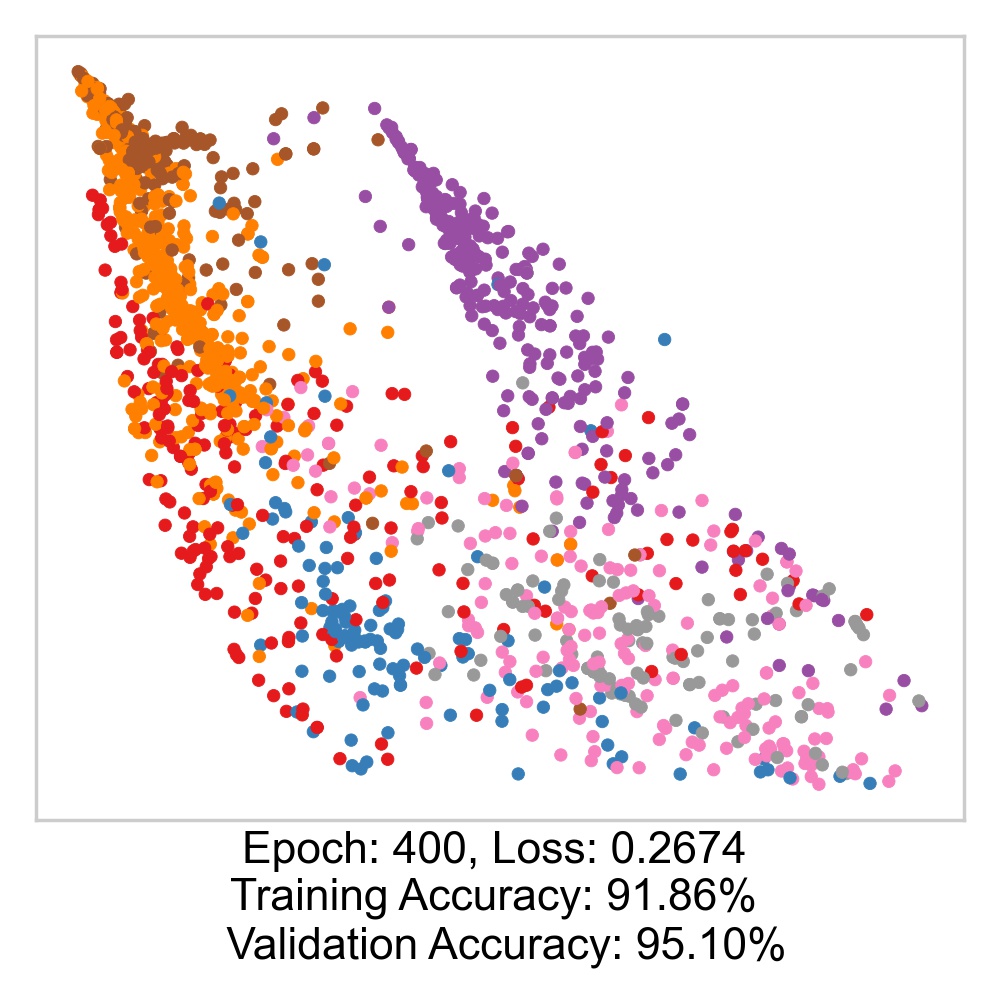 Epoch: 400, Loss: 0.2674
Training Accuracy: 91.86%
Validation Accuracy: 95.10%